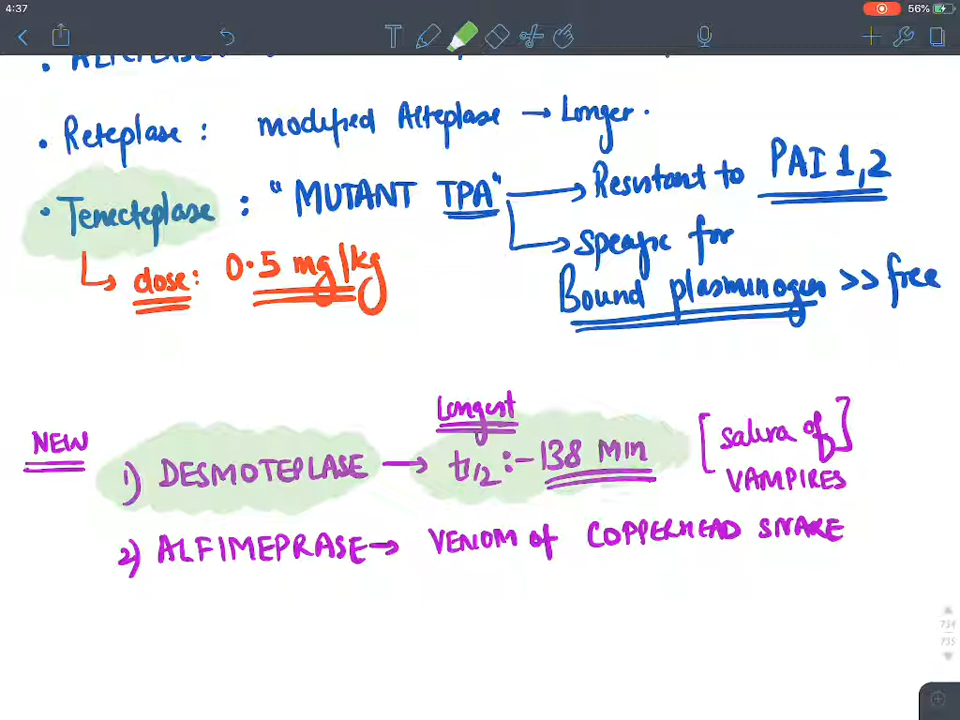 4:37
56%
T
• Reteplase : modified Alteplase → Longer.
• Tenecteplase : "MUTANT TPA" → Resistant to PAI 1,2
→ specific for
Bound plasminogen >> free
↳ dose: 0.5 mg/kg
Longest
NEW
1) DESMOTEPLASE → t1/2 :- 138 Min [saliva of] VAMPIRES
2) ALFIMEPRASE → VENOM of COPPERHEAD SNAKE
734
735